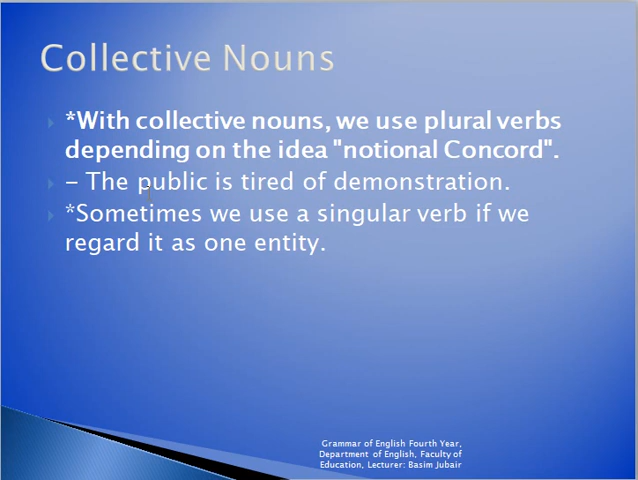 Collective Nouns
*With collective nouns, we use plural verbs
depending on the idea "notional Concord".
– The public is tired of demonstration.
*Sometimes we use a singular verb if we
regard it as one entity.
Grammar of English Fourth Year,
Department of English, Faculty of
Education, Lecturer: Basim Jubair